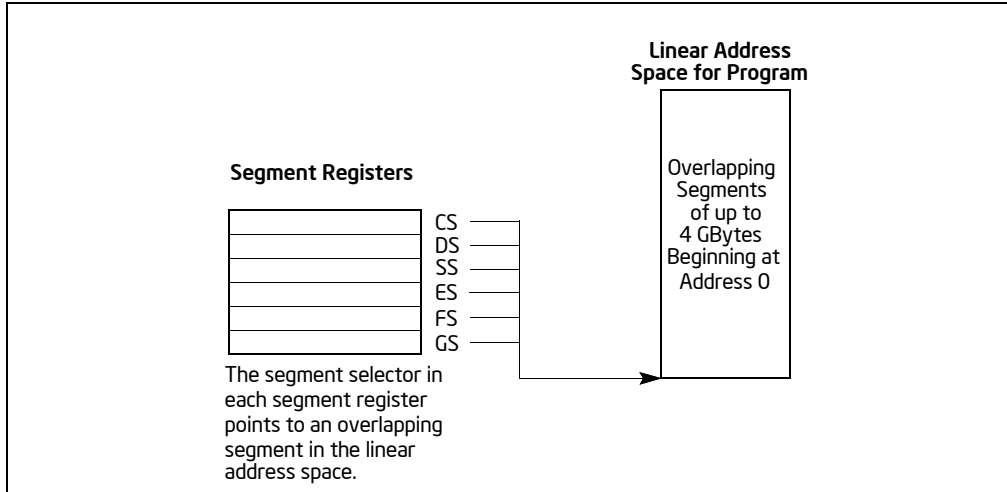 Linear Address
Space for Program
Overlapping
Segments
of up to
4 GBytes
Beginning at
Address 0
Segment Registers
CS
DS
SS
ES
FS
GS
The segment selector in
each segment register
points to an overlapping
segment in the linear
address space.